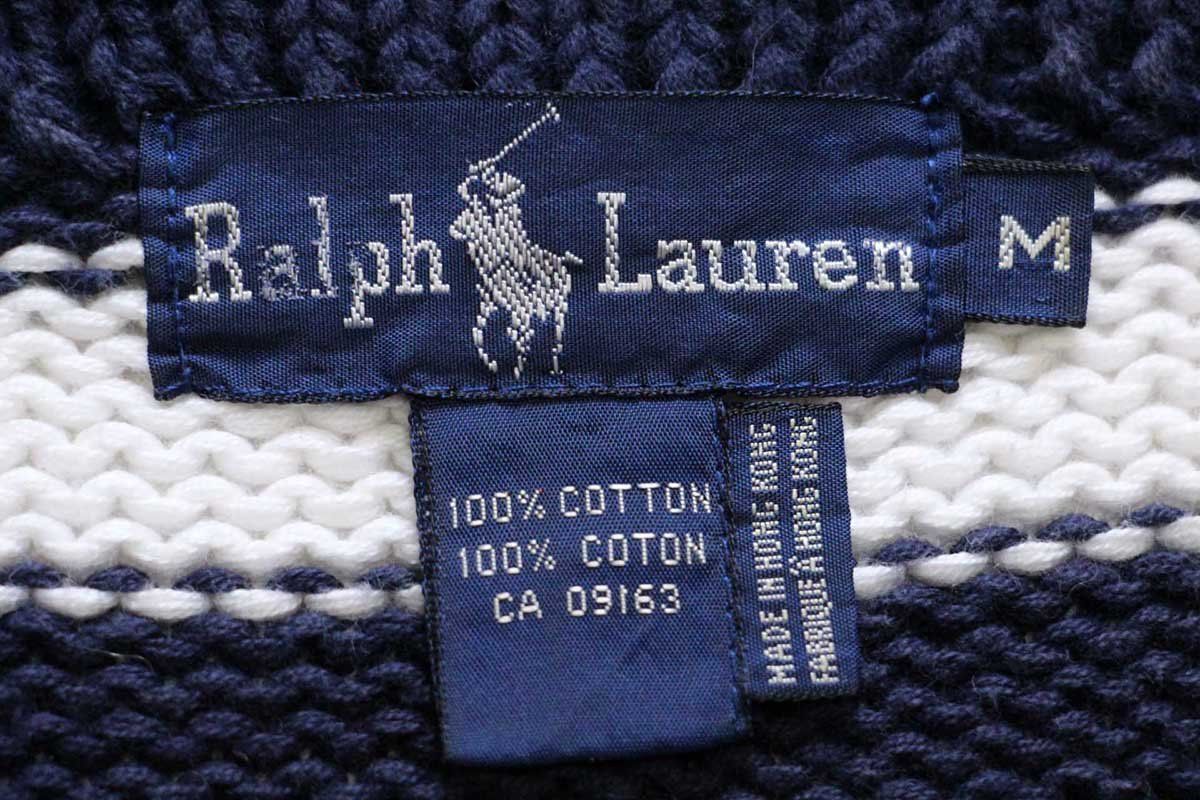 Ralph Lauren
M
100% COTTON
100% COTON
CA 09163
MADE IN HONG KONG
FABRIQUÉ Â HONG KONG